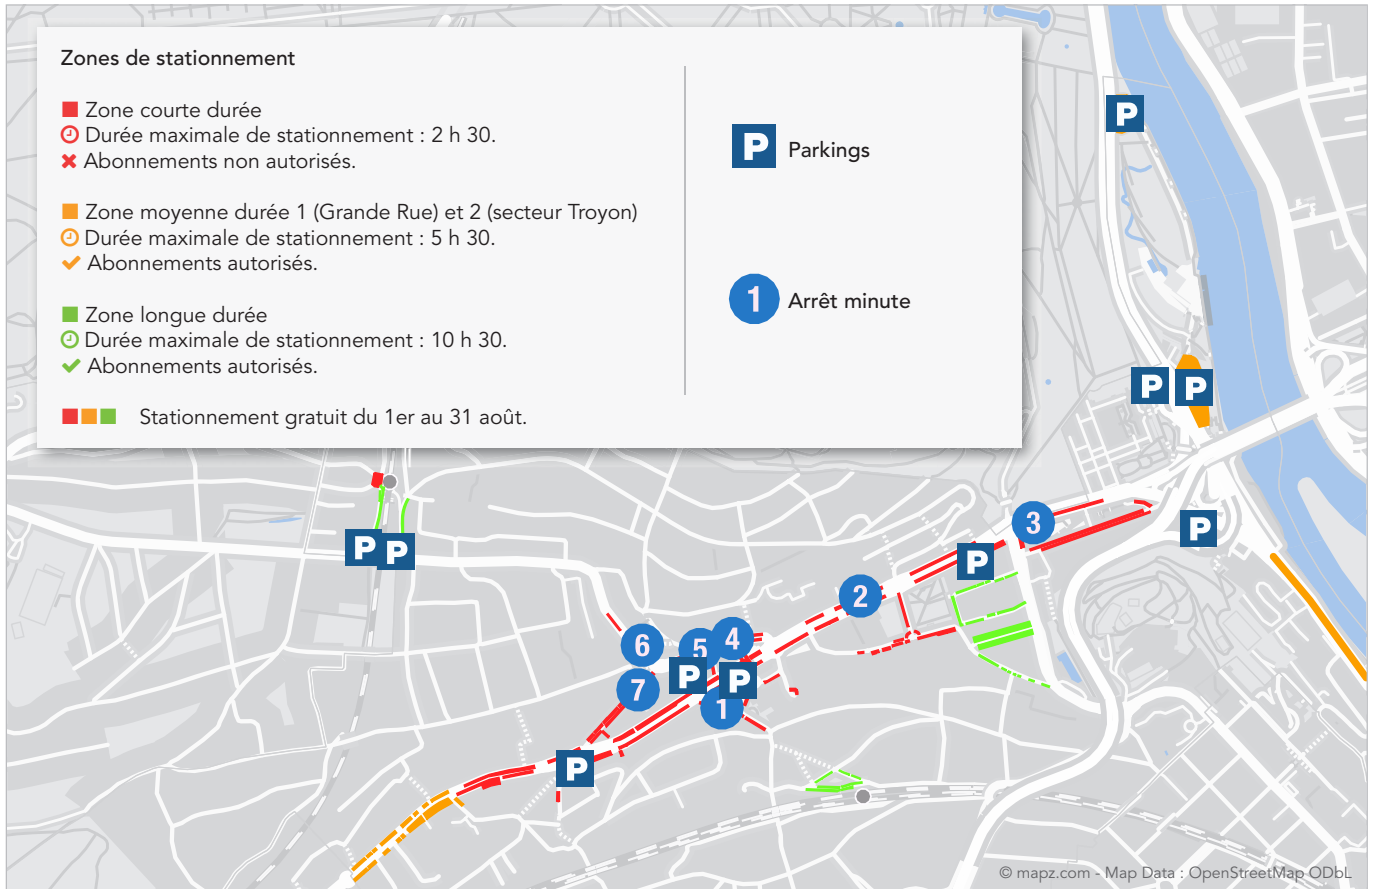 Zones de stationnement
Zone courte durée
Durée maximale de stationnement : 2 h 30.
Abonnements non autorisés.
Zone moyenne durée 1 (Grande Rue) et 2 (secteur Troyon)
Durée maximale de stationnement : 5 h 30.
Abonnements autorisés.
Zone longue durée
Durée maximale de stationnement : 10 h 30.
Abonnements autorisés.
Stationnement gratuit du 1er au 31 août.
P Parkings
1 Arrêt minute
P
P P
3
P
P
P P
2
6
5
4
P
P
7
1
P
© mapz.com - Map Data : OpenStreetMap ODbL